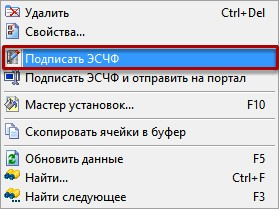 Удалить Ctrl+Del
Свойства...
Подписать ЭСЧФ
Подписать ЭСЧФ и отправить на портал
Мастер установок... F7
Скопировать ячейки в буфер
Обновить данные F5
Найти... Ctrl+F
Найти следующее F3